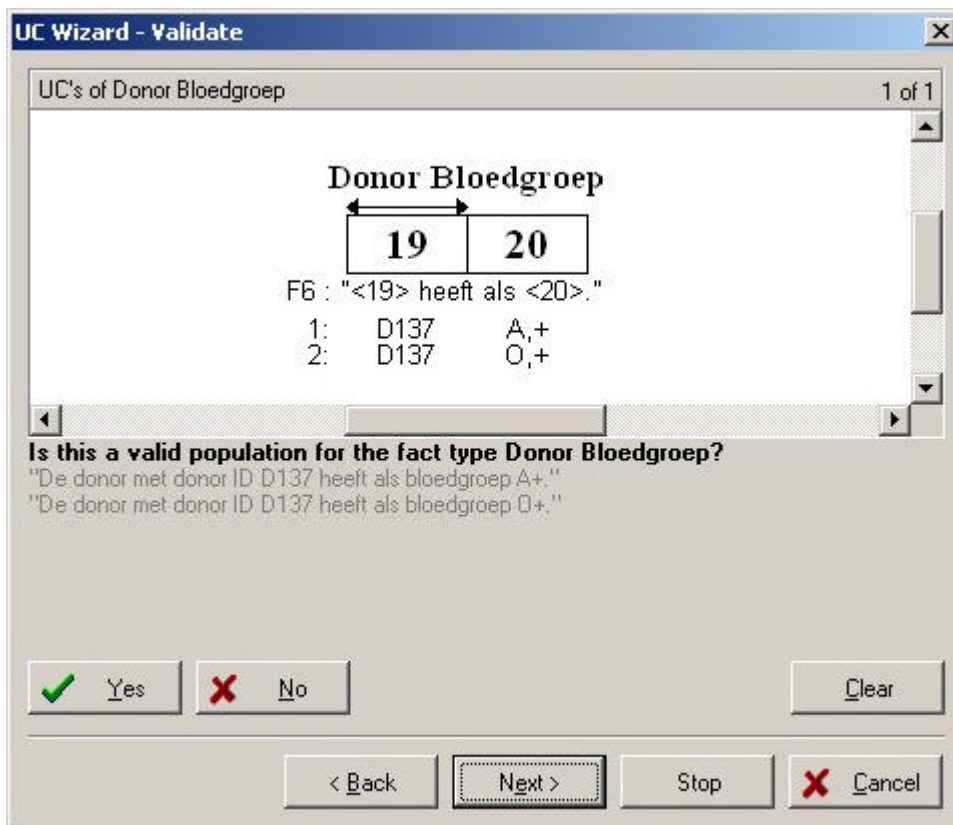 UC Wizard - Validate
UC's of Donor Bloedgroep 1 of 1
Donor Bloedgroep
19 20
F6 : "<19> heeft als <20>."
1: D137 A,+
2: D137 O,+
Is this a valid population for the fact type Donor Bloedgroep?
"De donor met donor ID D137 heeft als bloedgroep A+."
"De donor met donor ID D137 heeft als bloedgroep O+."
Yes No Clear
< Back Next > Stop Cancel